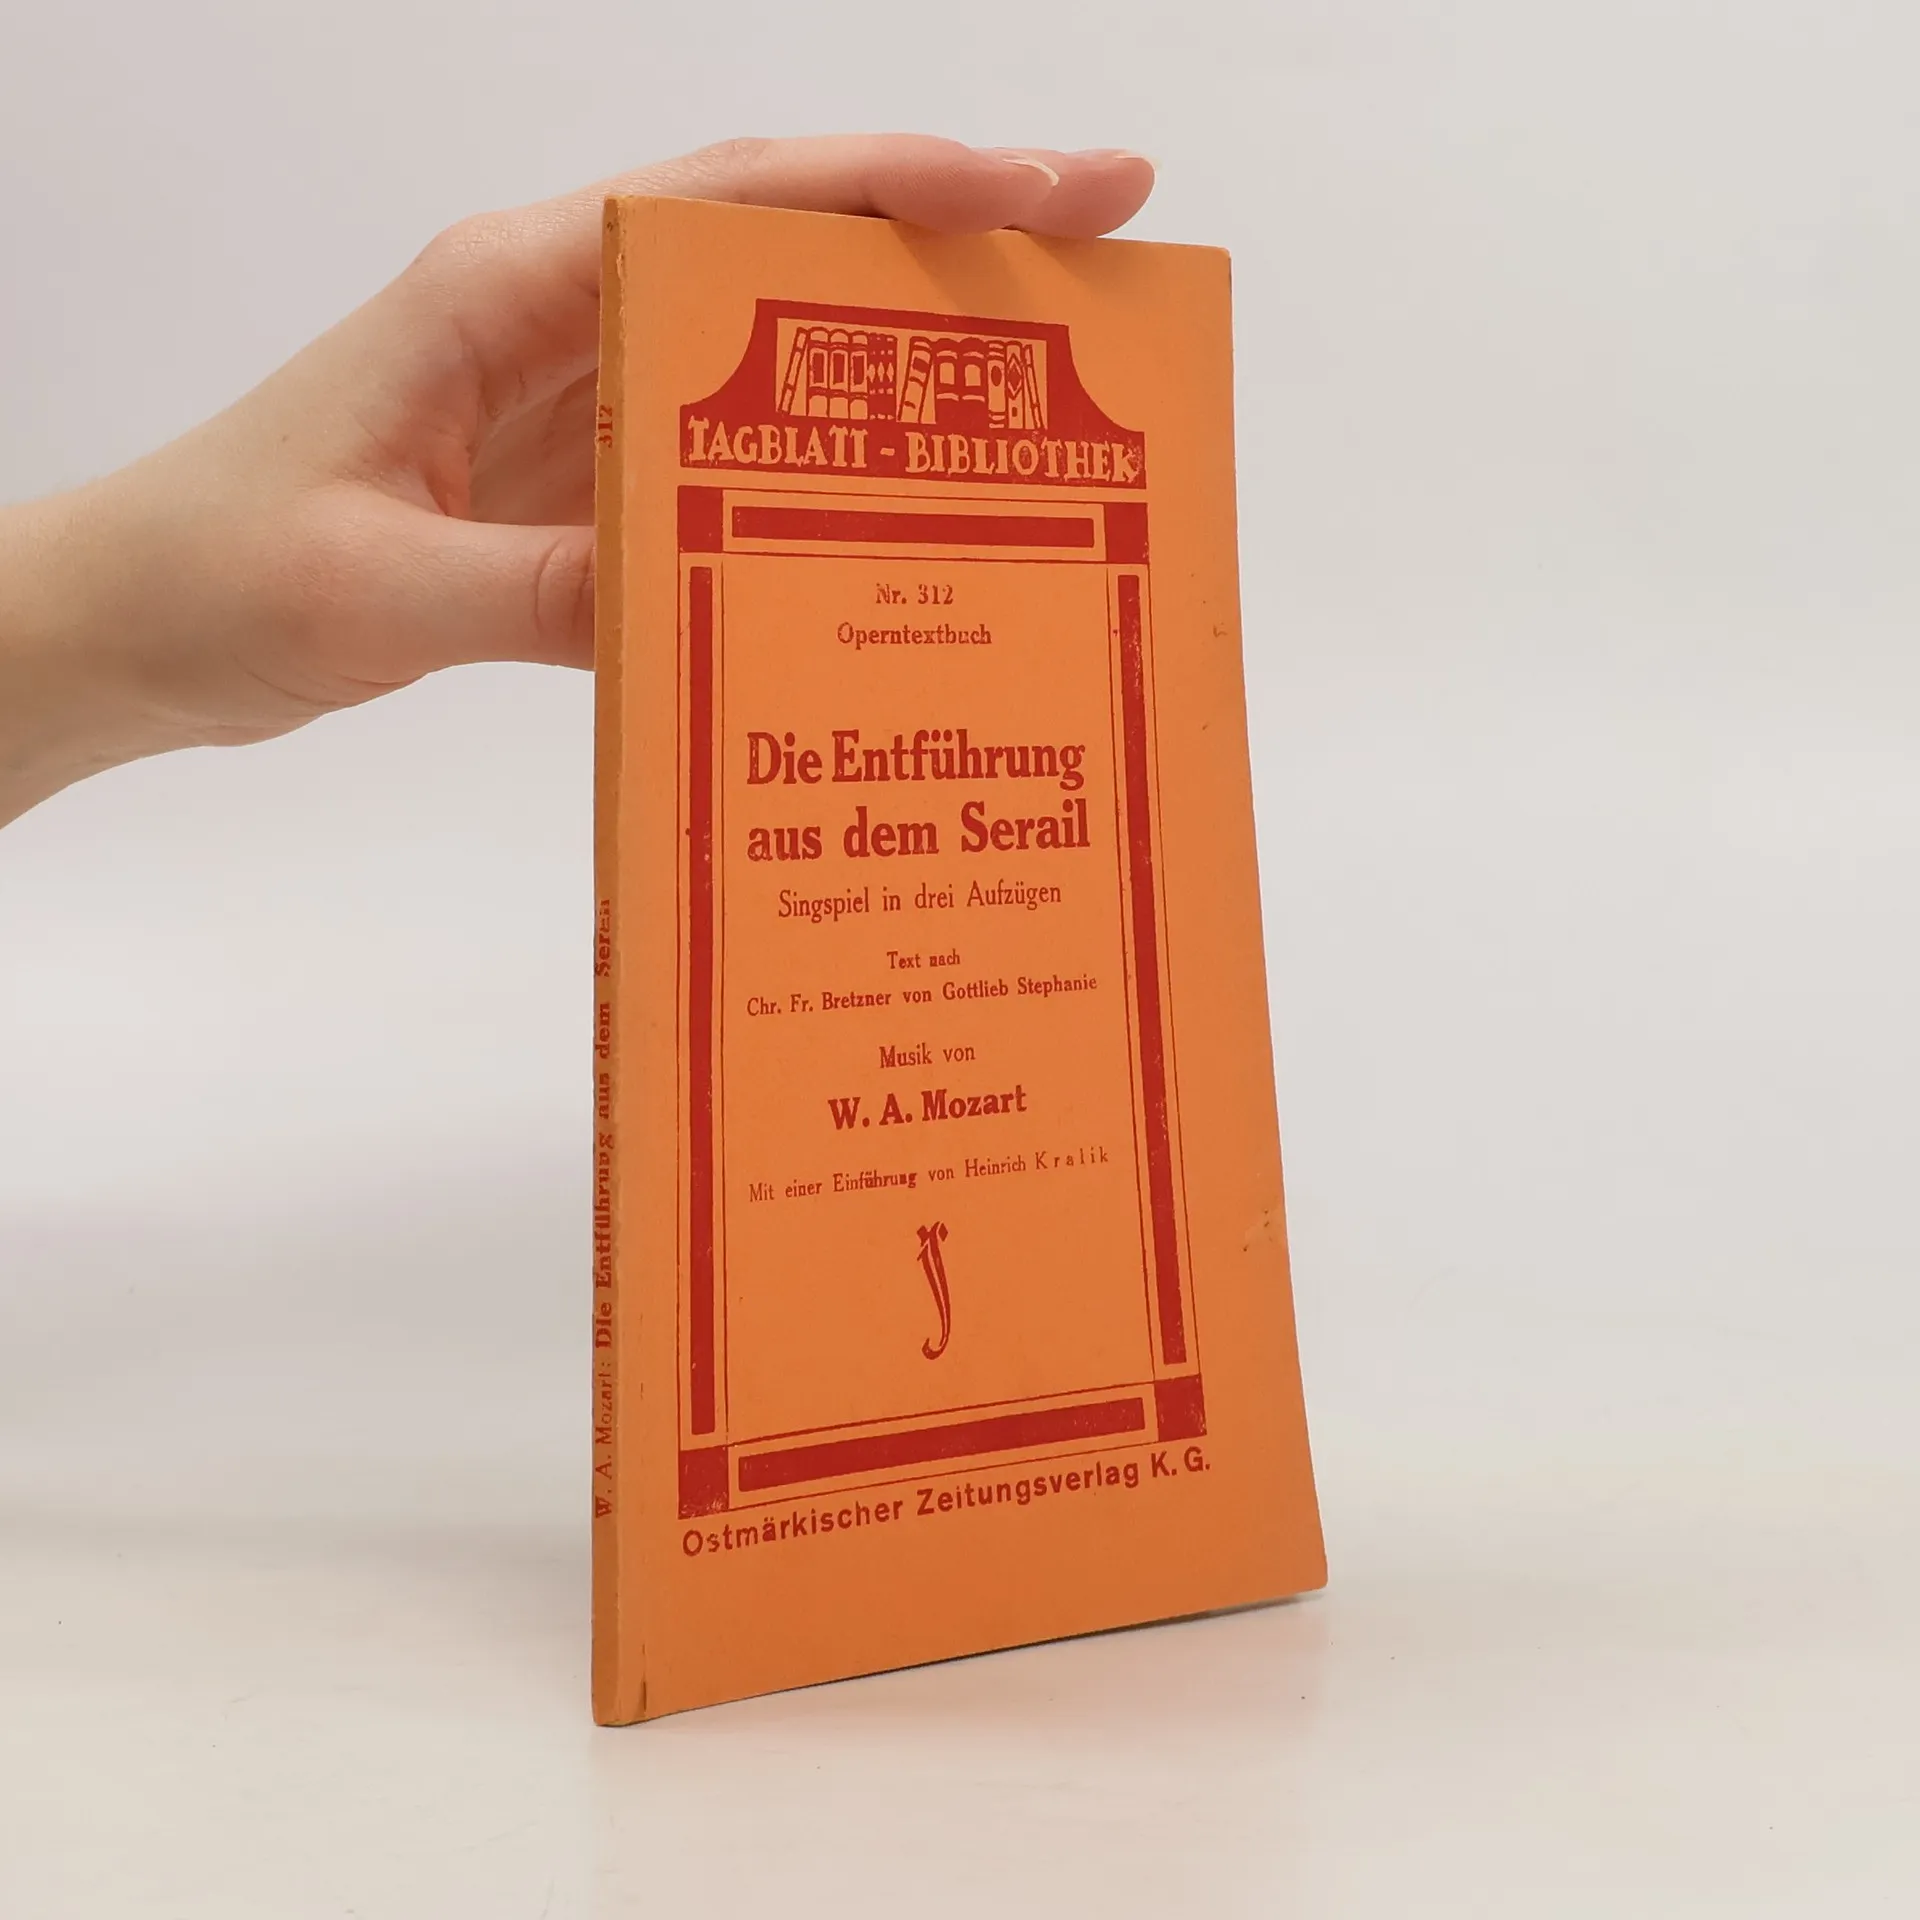 TAGBLATT - BIBLIOTHEK
Nr. 312
Operntextbuch
Die Entführung
aus dem Serail
Singspiel in drei Aufzügen
Text nach
Chr. Fr. Bretzner von Gottlieb Stephanie
Musik von
W. A. Mozart
Mit einer Einführung von Heinrich Kralik
Ostmärkischer Zeitungsverlag K. G.
W. A. Mozart: Die Entführung aus dem Serail
312